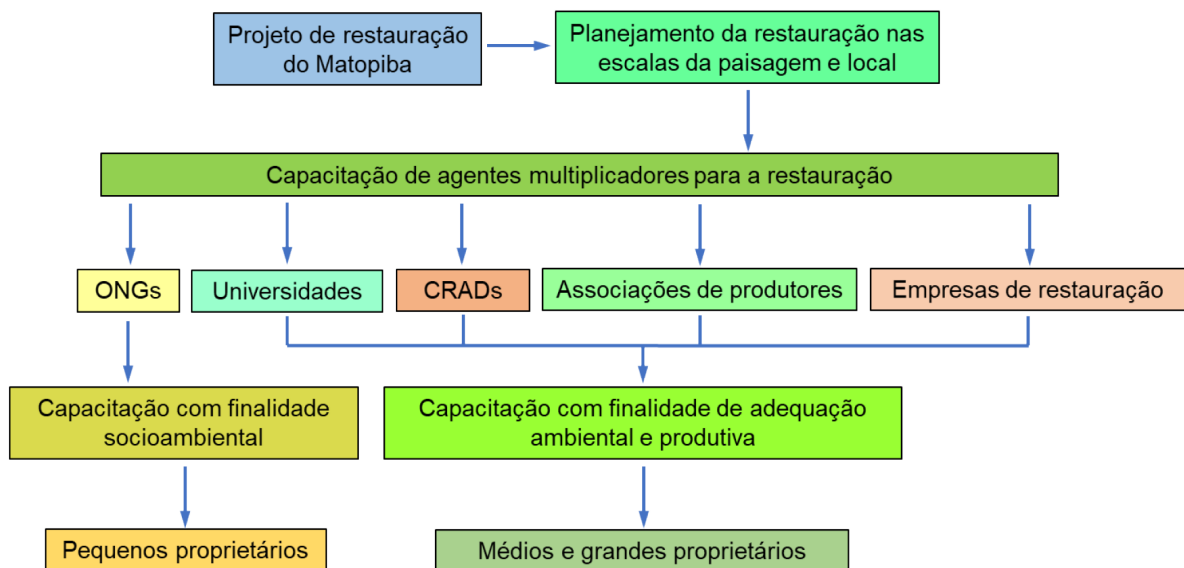 Projeto de restauração
do Matopiba
Planejamento da restauração nas
escalas da paisagem e local
Capacitação de agentes multiplicadores para a restauração
ONGs
Universidades
CRADs
Associações de produtores
Empresas de restauração
Capacitação com finalidade
socioambiental
Capacitação com finalidade de adequação
ambiental e produtiva
Pequenos proprietários
Médios e grandes proprietários